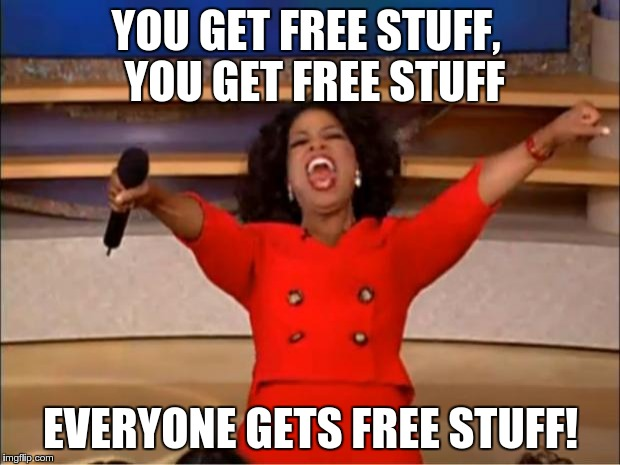 YOU GET FREE STUFF,
YOU GET FREE STUFF
EVERYONE GETS FREE STUFF!
imgflip.com